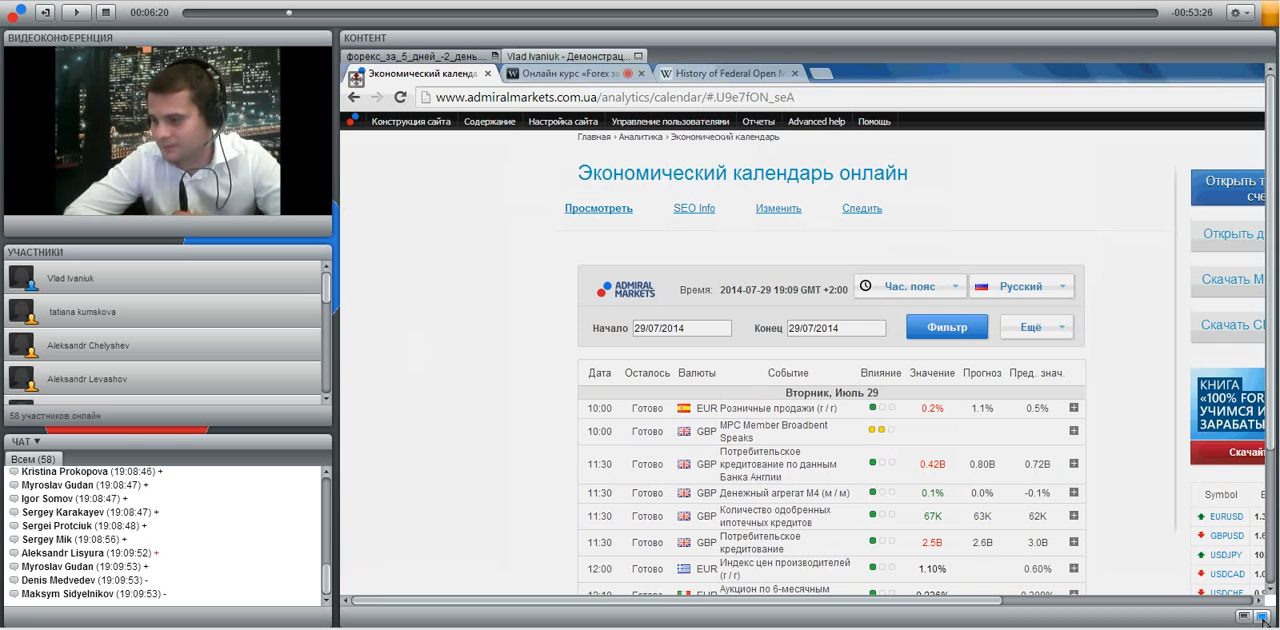 00:06:20
-00:53:26
ВИДЕОКОНФЕРЕНЦИЯ
УЧАСТНИКИ
Vlad Ivaniuk
tatiana kumskova
Aleksandr Chelyshev
Aleksandr Levashov
58 участников онлайн
ЧАТ
Всем (58)
Kristina Prokopova (19:08:46) +
Myroslav Gudan (19:08:47) +
Igor Somov (19:08:47) +
Sergey Karakayev (19:08:47) +
Sergei Protciuk (19:08:48) +
Sergey Mik (19:08:56) +
Aleksandr Lisyura (19:09:52) +
Myroslav Gudan (19:09:53) +
Denis Medvedev (19:09:53) -
Maksym Sidyelnikov (19:09:53) -
КОНТЕНТ
форекс_за_5_дней_-2_день....
Vlad Ivaniuk - Демонстрац...
Экономический календа
Онлайн курс «Forex за
History of Federal Open M
www.admiralmarkets.com.ua/analytics/calendar/#.U9e7fON_seA
Конструкция сайта Содержание Настройка сайта Управление пользователями Отчеты Advanced help Помощь
Главная › Аналитика › Экономический календарь
Экономический календарь онлайн
Просмотреть SEO Info Изменить Следить
ADMIRAL MARKETS
Время: 2014-07-29 19:09 GMT +2:00
Час. пояс
Русский
Начало 29/07/2014 Конец 29/07/2014 Фильтр Ещё
Дата Осталось Валюты Событие Влияние Значение Прогноз Пред. знач.
Вторник, Июль 29
10:00 Готово EUR Розничные продажи (г / г) 0.2% 1.1% 0.5%
10:00 Готово GBP MPC Member Broadbent Speaks
11:30 Готово GBP Потребительское кредитование по данным Банка Англии 0.42B 0.80B 0.72B
11:30 Готово GBP Денежный агрегат M4 (м / м) 0.1% 0.0% -0.1%
11:30 Готово GBP Количество одобренных ипотечных кредитов 67K 63K 62K
11:30 Готово GBP Потребительское кредитование 2.5B 2.6B 3.0B
12:00 Готово EUR Индекс цен производителей (г / г) 1.10% 0.60%
Готово EUR Аукцион по 6-месячным
Открыть
Открыть
Скачать
Скачать
КНИГА
«100% FOR
УЧИМСЯ И
ЗАРАБАТЫ
Скачай
Symbol
EURUSD
GBPUSD
USDJPY
USDCAD
USDCHF